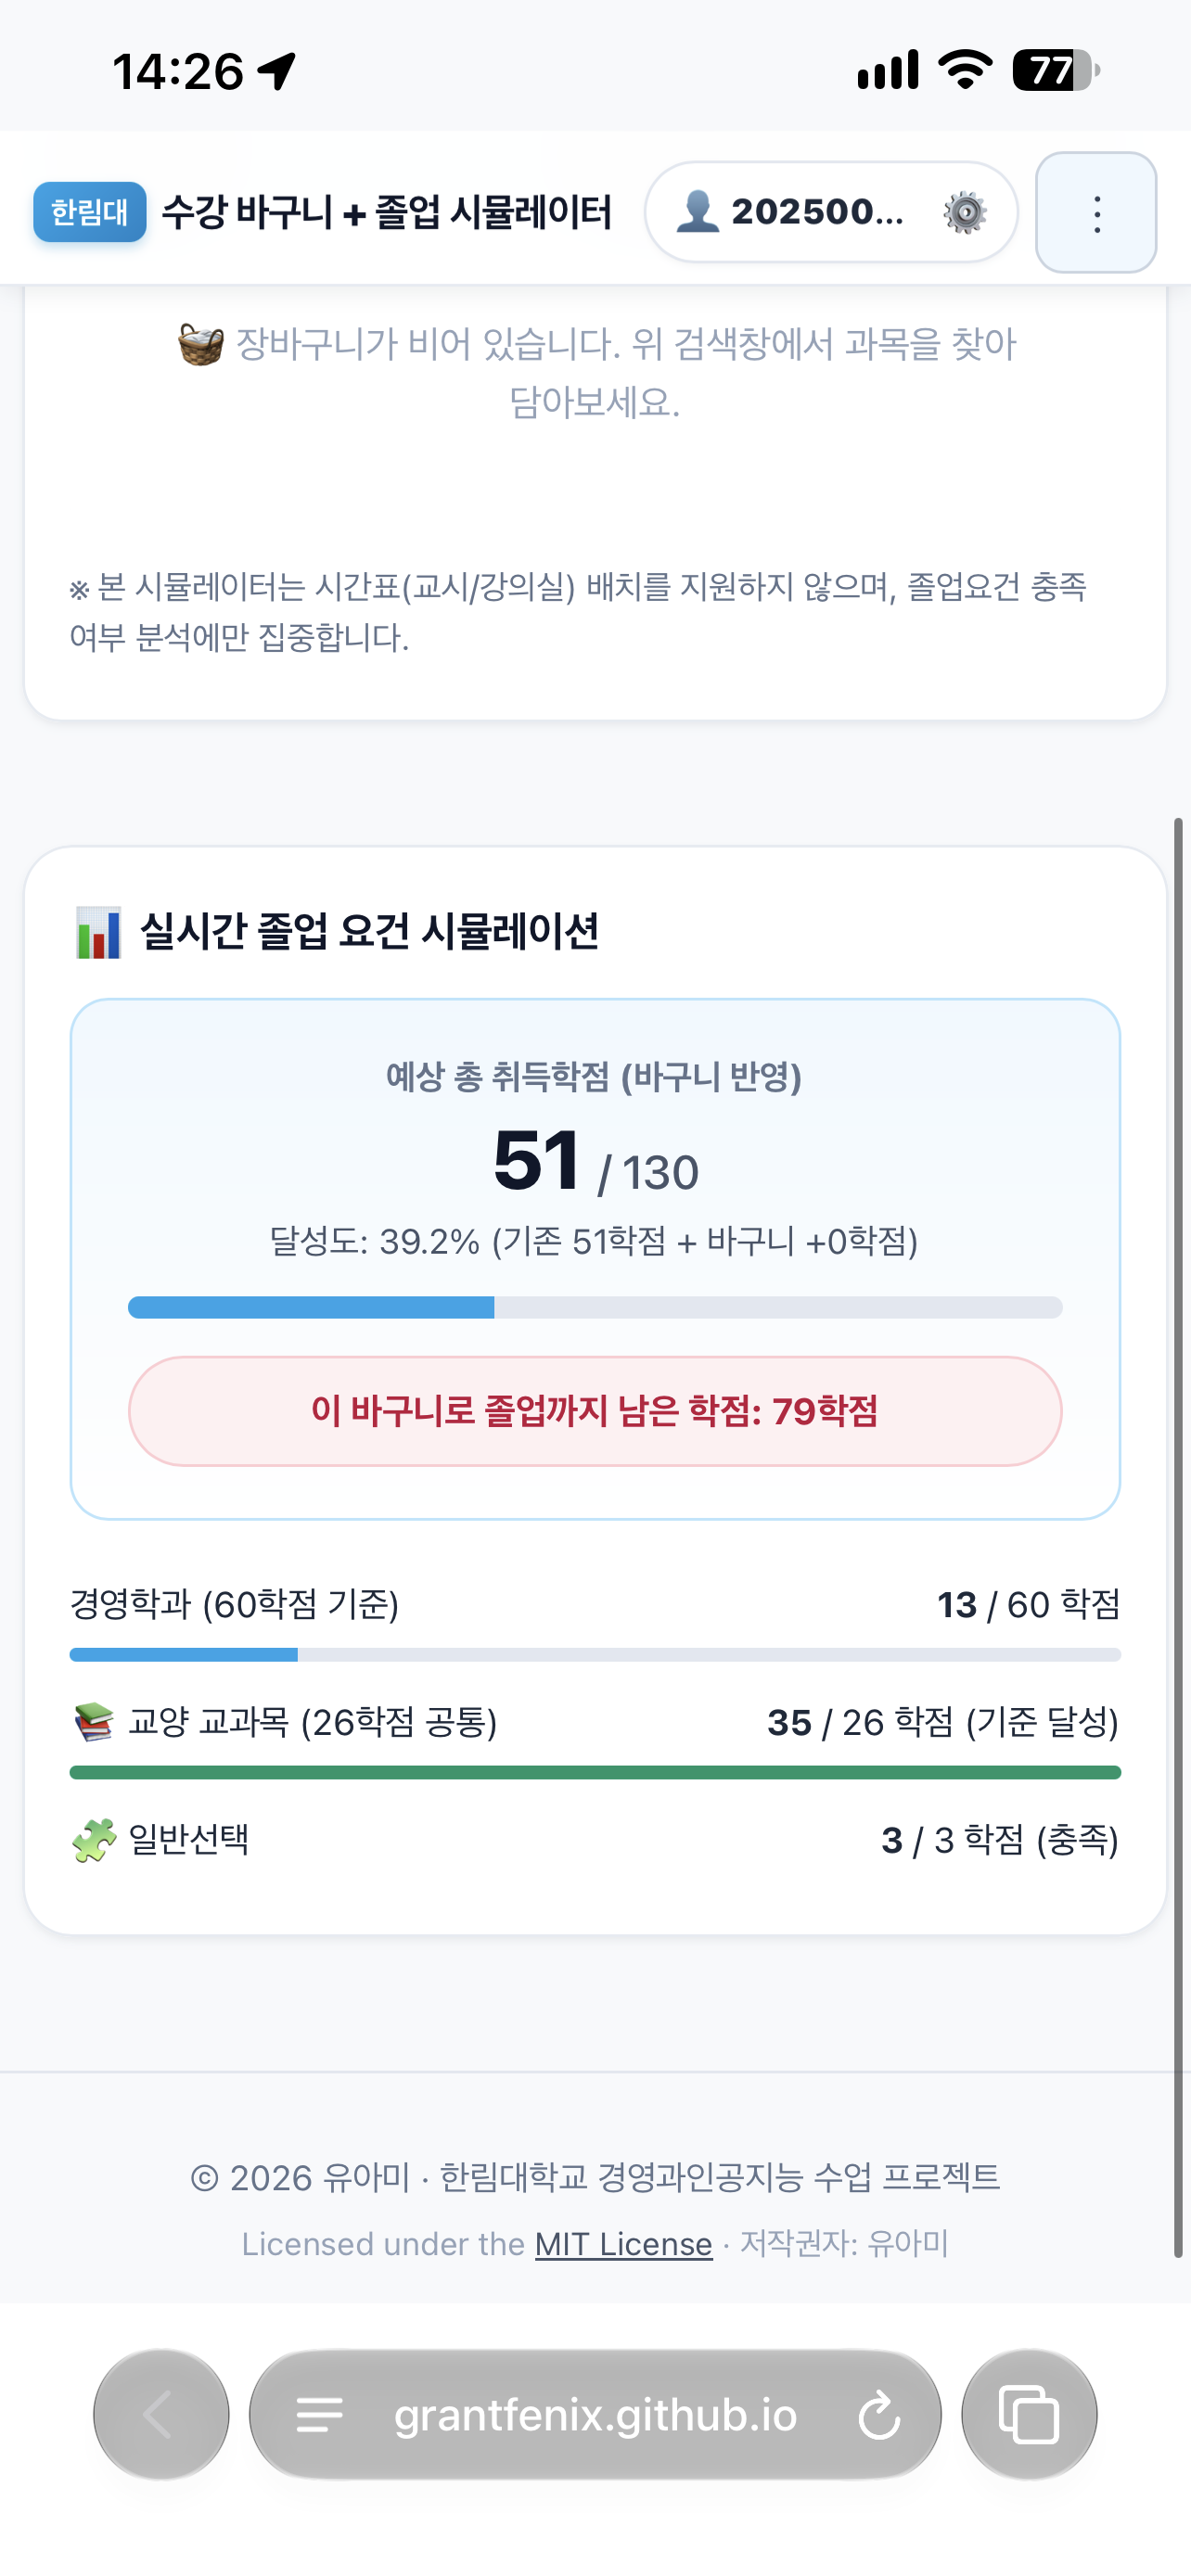 14:26
77
한림대 수강 바구니 + 졸업 시뮬레이터 202500...
장바구니가 비어 있습니다. 위 검색창에서 과목을 찾아
담아보세요.
※ 본 시뮬레이터는 시간표(교시/강의실) 배치를 지원하지 않으며, 졸업요건 충족
여부 분석에만 집중합니다.
실시간 졸업 요건 시뮬레이션
예상 총 취득학점 (바구니 반영)
51 / 130
달성도: 39.2% (기존 51학점 + 바구니 +0학점)
이 바구니로 졸업까지 남은 학점: 79학점
경영학과 (60학점 기준) 13 / 60 학점
교양 교과목 (26학점 공통) 35 / 26 학점 (기준 달성)
일반선택 3 / 3 학점 (충족)
© 2026 유아미 · 한림대학교 경영과인공지능 수업 프로젝트
Licensed under the MIT License · 저작권자: 유아미
grantfenix.github.io